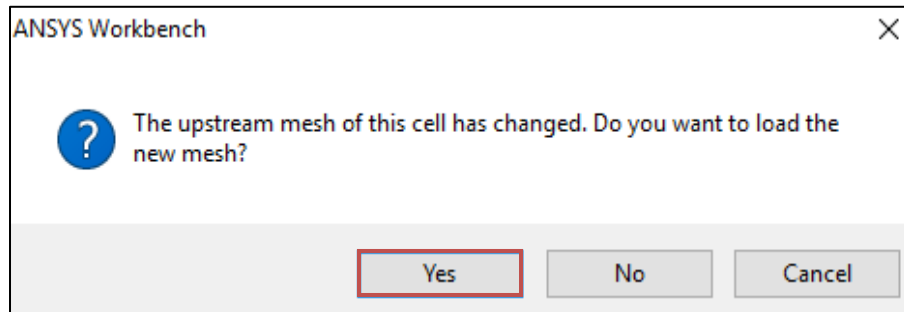 ANSYS Workbench
The upstream mesh of this cell has changed. Do you want to load the
new mesh?
Yes No Cancel